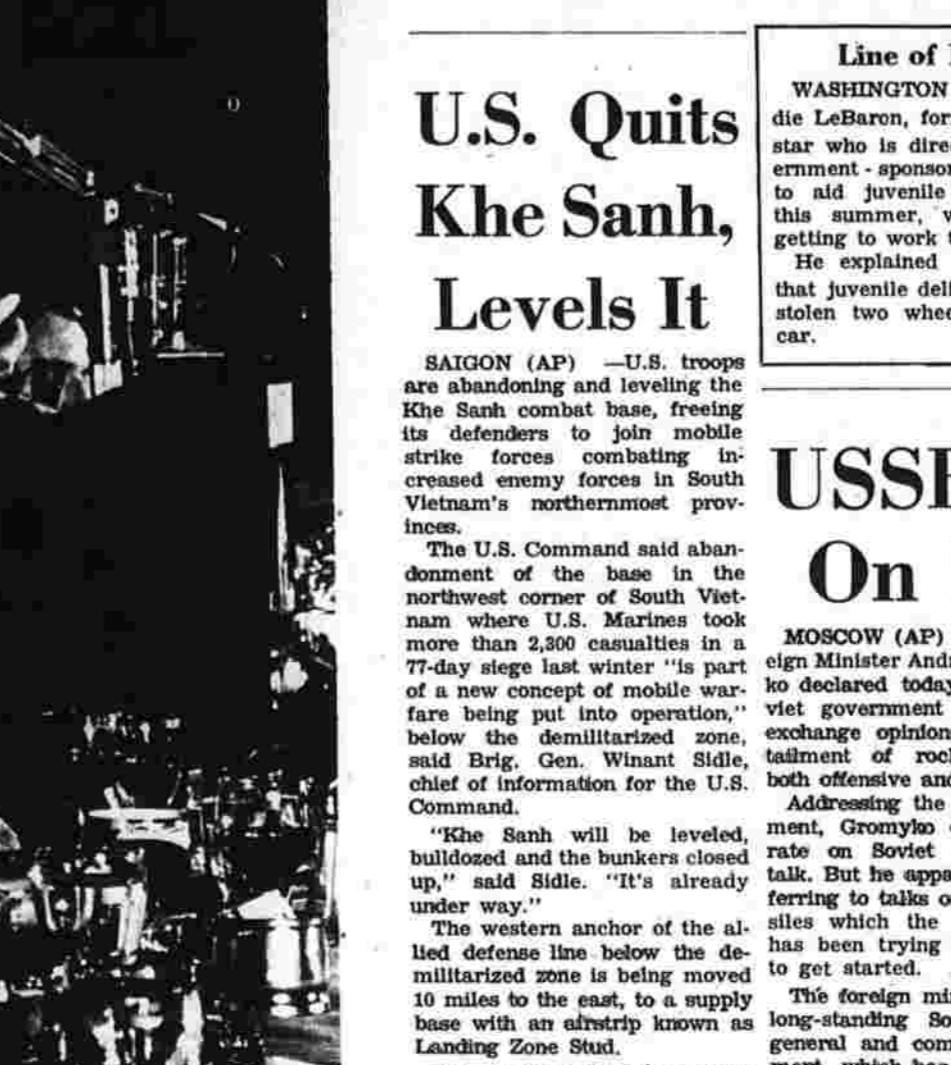 U.S. Quits
Khe Sanh,
Levels It
SAIGON (AP) —U.S. troops
are abandoning and leveling the
Khe Sanh combat base, freeing
its defenders to join mobile
strike forces combating in-
creased enemy forces in South
Vietnam's northernmost prov-
inces.
The U.S. Command said aban-
donment of the base in the
northwest corner of South Viet-
nam where U.S. Marines took
more than 2,300 casualties in a
77-day siege last winter "is part
of a new concept of mobile war-
fare being put into operation,"
below the demilitarized zone,
said Brig. Gen. Winant Sidle,
chief of information for the U.S.
Command.
"Khe Sanh will be leveled,
bulldozed and the bunkers closed
up," said Sidle. "It's already
under way."
The western anchor of the al-
lied defense line below the de-
militarized zone is being moved
10 miles to the east, to a supply
base with an airstrip known as
Landing Zone Stud.
Line of
WASHINGTON
die LeBaron, for
star who is dire
ernment - sponsor
to aid juvenile
this summer,
getting to work
He explained
that juvenile deli
stolen two whee
car.
USSR
On
MOSCOW (AP)
eign Minister Andr
ko declared today
viet government
exchange opinion
tailment of roc
both offensive and
Addressing the
ment, Gromyko
rate on Soviet
talk. But he appa
ferring to talks o
siles which the
has been trying
to get started.
The foreign mi
long-standing So
general and com
ment, which has